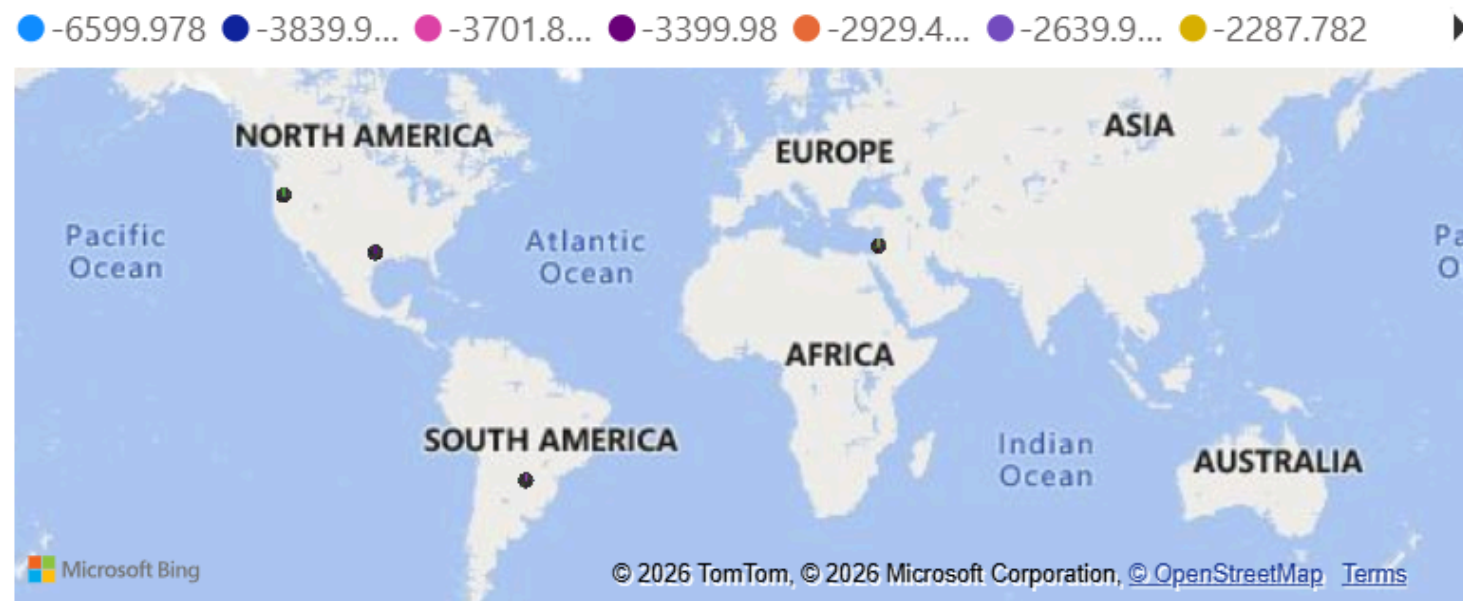 -6599.978 -3839.9... -3701.8... -3399.98 -2929.4... -2639.9... -2287.782
NORTH AMERICA
ASIA
EUROPE
Pacific
Ocean
Atlantic
Ocean
Pa
O
AFRICA
SOUTH AMERICA
Indian
Ocean
AUSTRALIA
Microsoft Bing
© 2026 TomTom, © 2026 Microsoft Corporation, © OpenStreetMap Terms